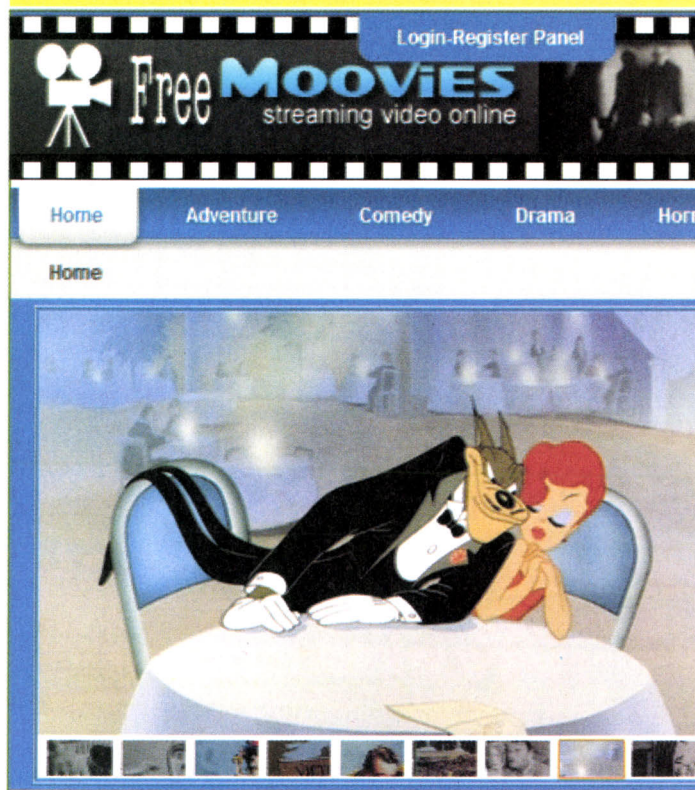 Login-Register Panel
Free MOOViES
streaming video online
Home Adventure Comedy Drama
Home